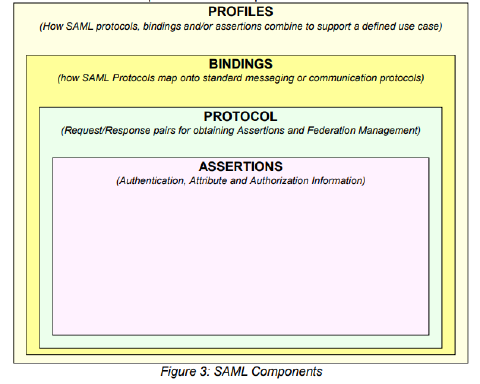 PROFILES
(How SAML protocols, bindings and/or assertions combine to support a defined use case)
BINDINGS
(how SAML Protocols map onto standard messaging or communication protocols)
PROTOCOL
(Request/Response pairs for obtaining Assertions and Federation Management)
ASSERTIONS
(Authentication, Attribute and Authorization Information)
Figure 3: SAML Components